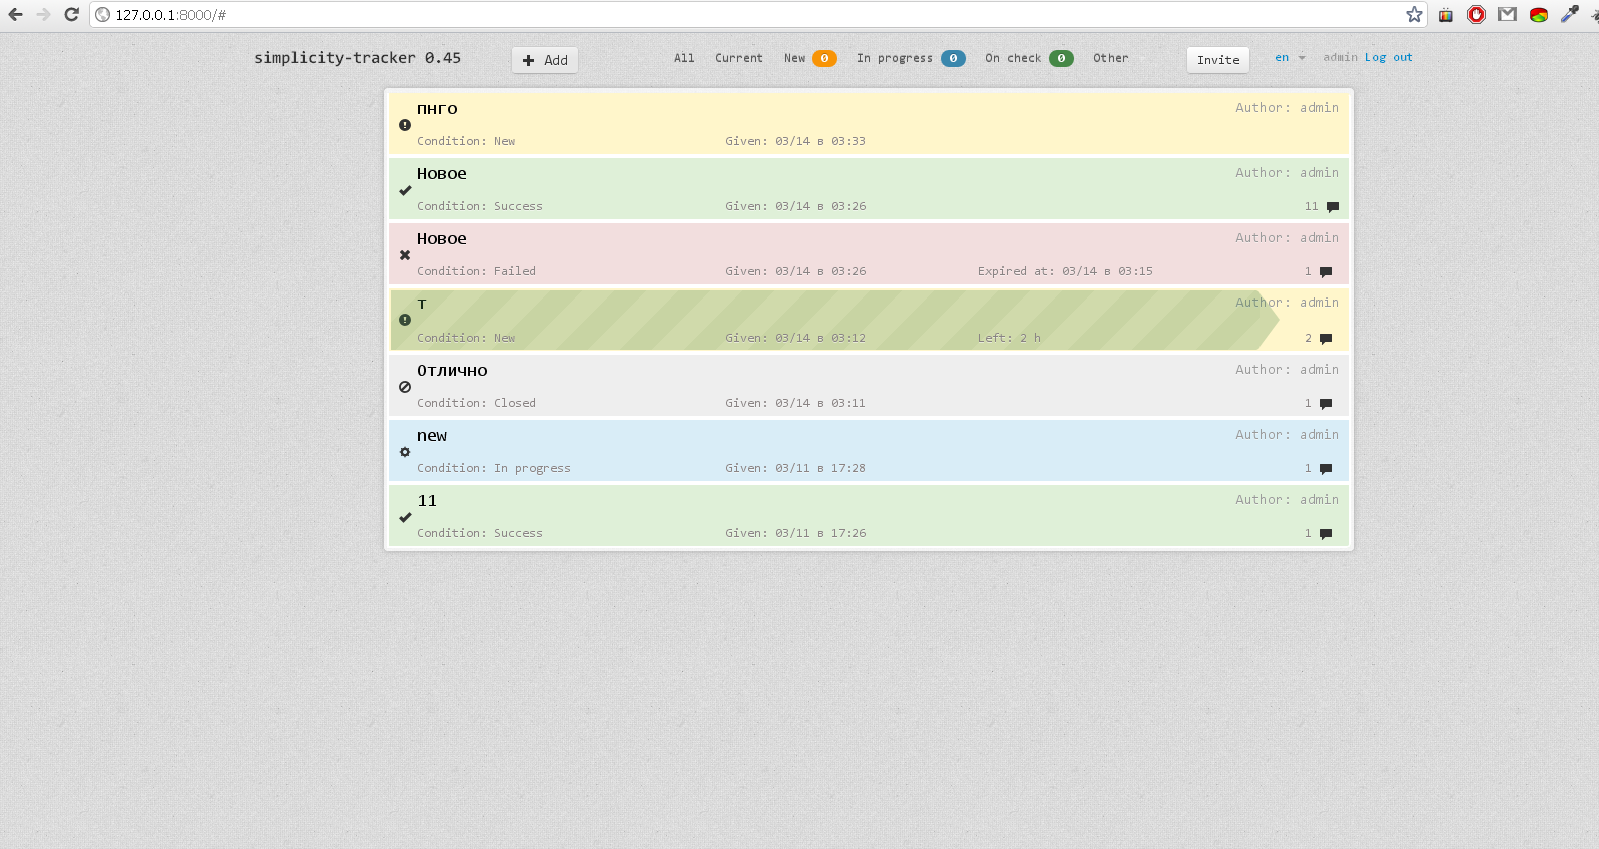 127.0.0.1:8000/#
simplicity-tracker 0.45 Add All Current New 0 In progress 0 On check 0 Other Invite en admin Log out
пнго Author: admin
Condition: New Given: 03/14 в 03:33
Новое Author: admin
Condition: Success Given: 03/14 в 03:26 11
Новое Author: admin
Condition: Failed Given: 03/14 в 03:26 Expired at: 03/14 в 03:15 1
т Author: admin
Condition: New Given: 03/14 в 03:12 Left: 2 h 2
Отлично Author: admin
Condition: Closed Given: 03/14 в 03:11 1
new Author: admin
Condition: In progress Given: 03/11 в 17:28 1
11 Author: admin
Condition: Success Given: 03/11 в 17:26 1